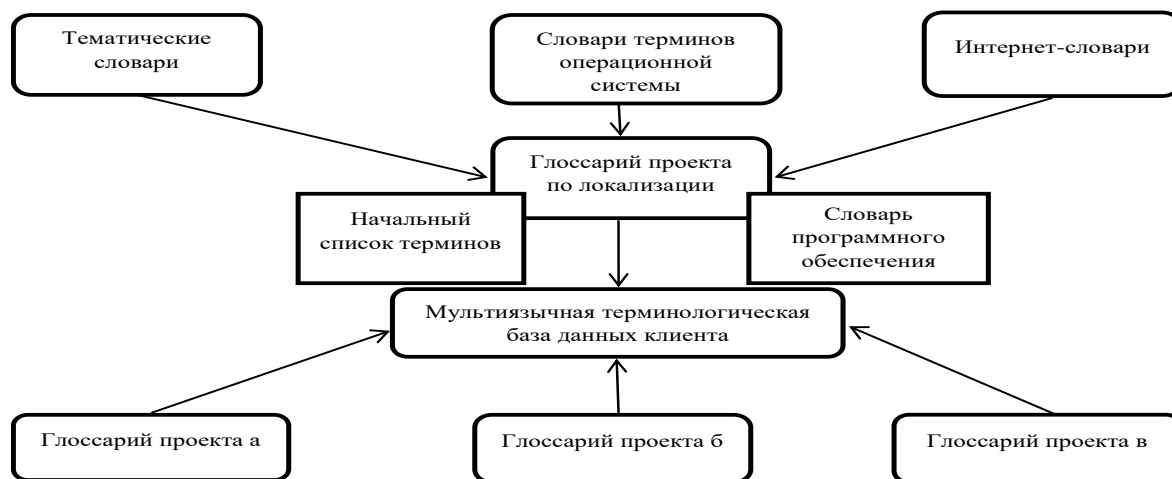 Тематические
словари
Словари терминов
операционной
системы
Интернет-словари
Глоссарий проекта
по локализации
Начальный
список терминов
Словарь
программного
обеспечения
Мультиязычная терминологическая
база данных клиента
Глоссарий проекта а
Глоссарий проекта б
Глоссарий проекта в